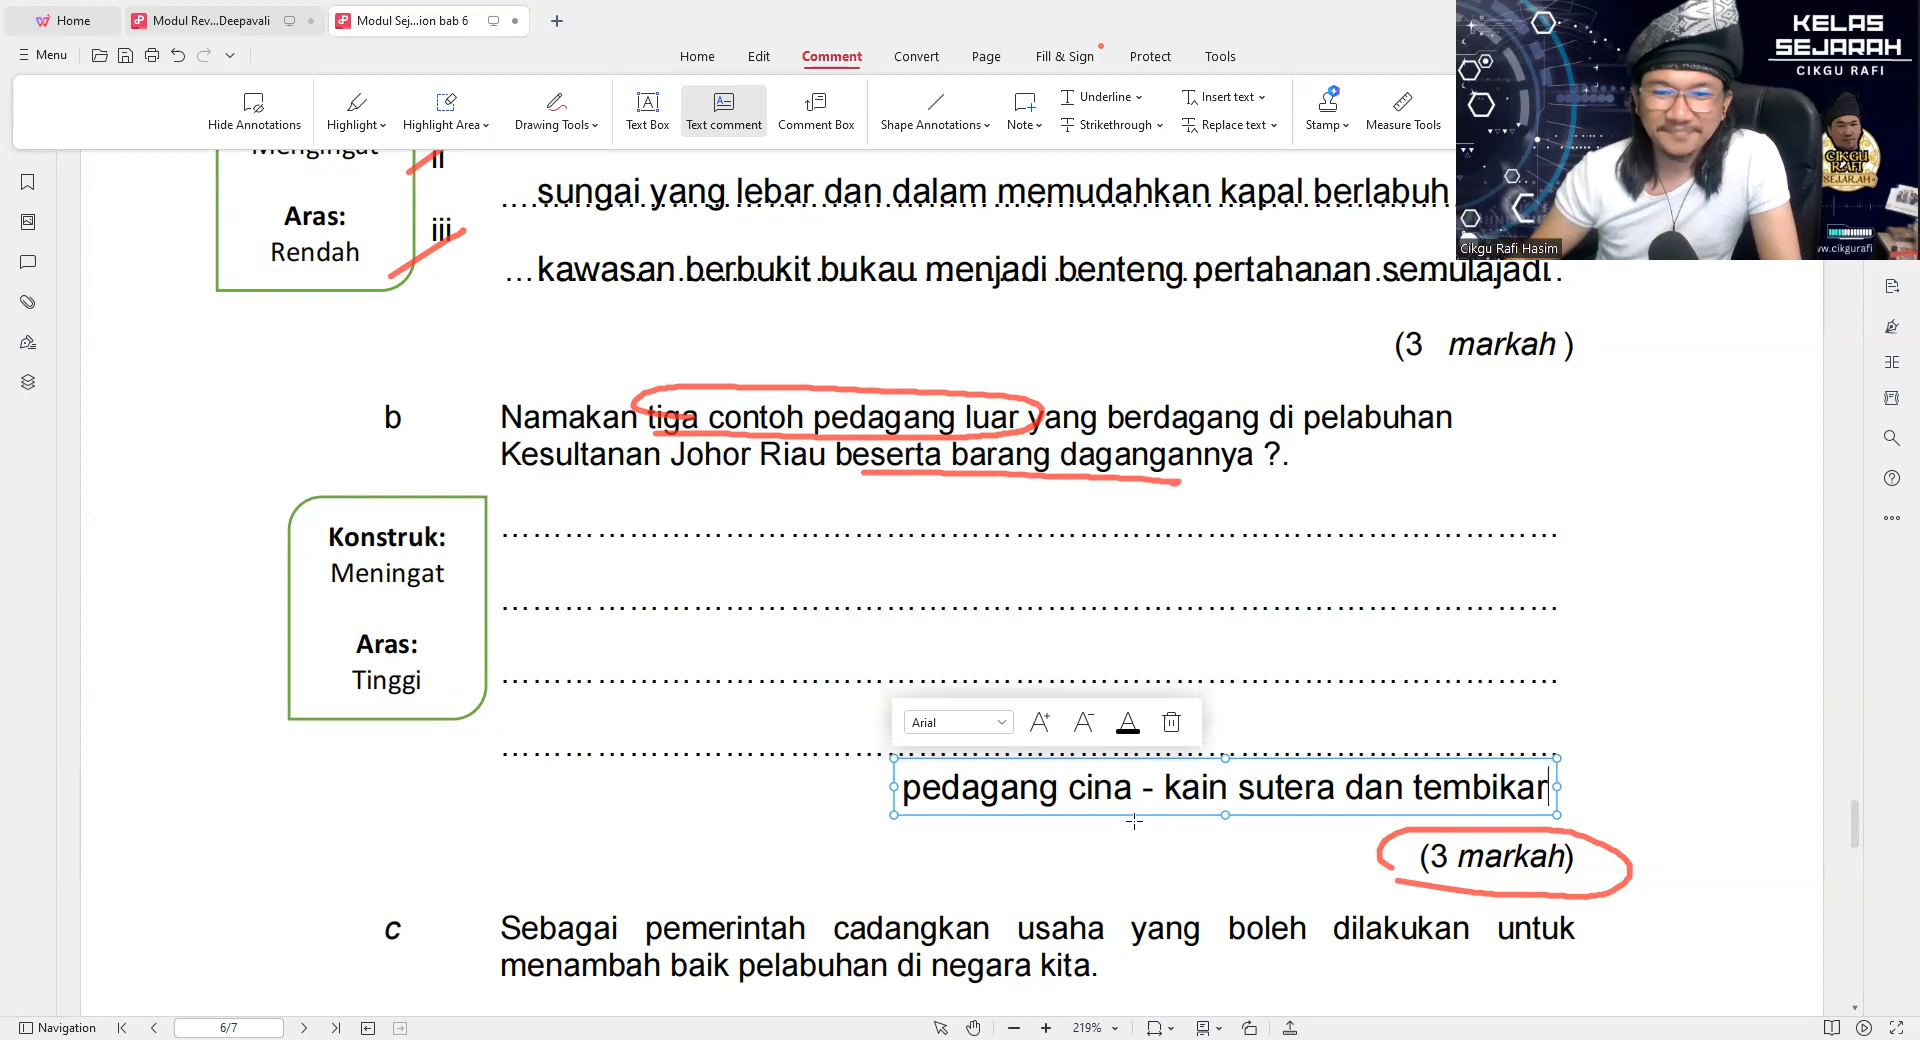 Home
Modul Rev...Deepavali
Modul Sej...ion bab 6
Menu
Home
Edit
Comment
Convert
Page
Fill & Sign
Protect
Tools
Hide Annotations
Highlight
Highlight Area
Drawing Tools
Text Box
Text comment
Comment Box
Shape Annotations
Note
Underline
Strikethrough
Insert text
Replace text
Stamp
Measure Tools
KELAS
SEJARAH
CIKGU RAFI
CIKGU
RAFI
SEJARAH
Cikgu Rafi Hasim
Mengingat
Aras:
Rendah
ii
sungai yang lebar dan dalam memudahkan kapal berlabuh
iii
kawasan berbukit bukau menjadi benteng pertahanan semulajadi
(3 markah )
b
Namakan tiga contoh pedagang luar yang berdagang di pelabuhan
Kesultanan Johor Riau beserta barang dagangannya ?.
Konstruk:
Meningat
Aras:
Tinggi
Arial
pedagang cina - kain sutera dan tembikar
(3 markah)
c
Sebagai pemerintah cadangkan usaha yang boleh dilakukan untuk
menambah baik pelabuhan di negara kita.
Navigation
6/7
219%